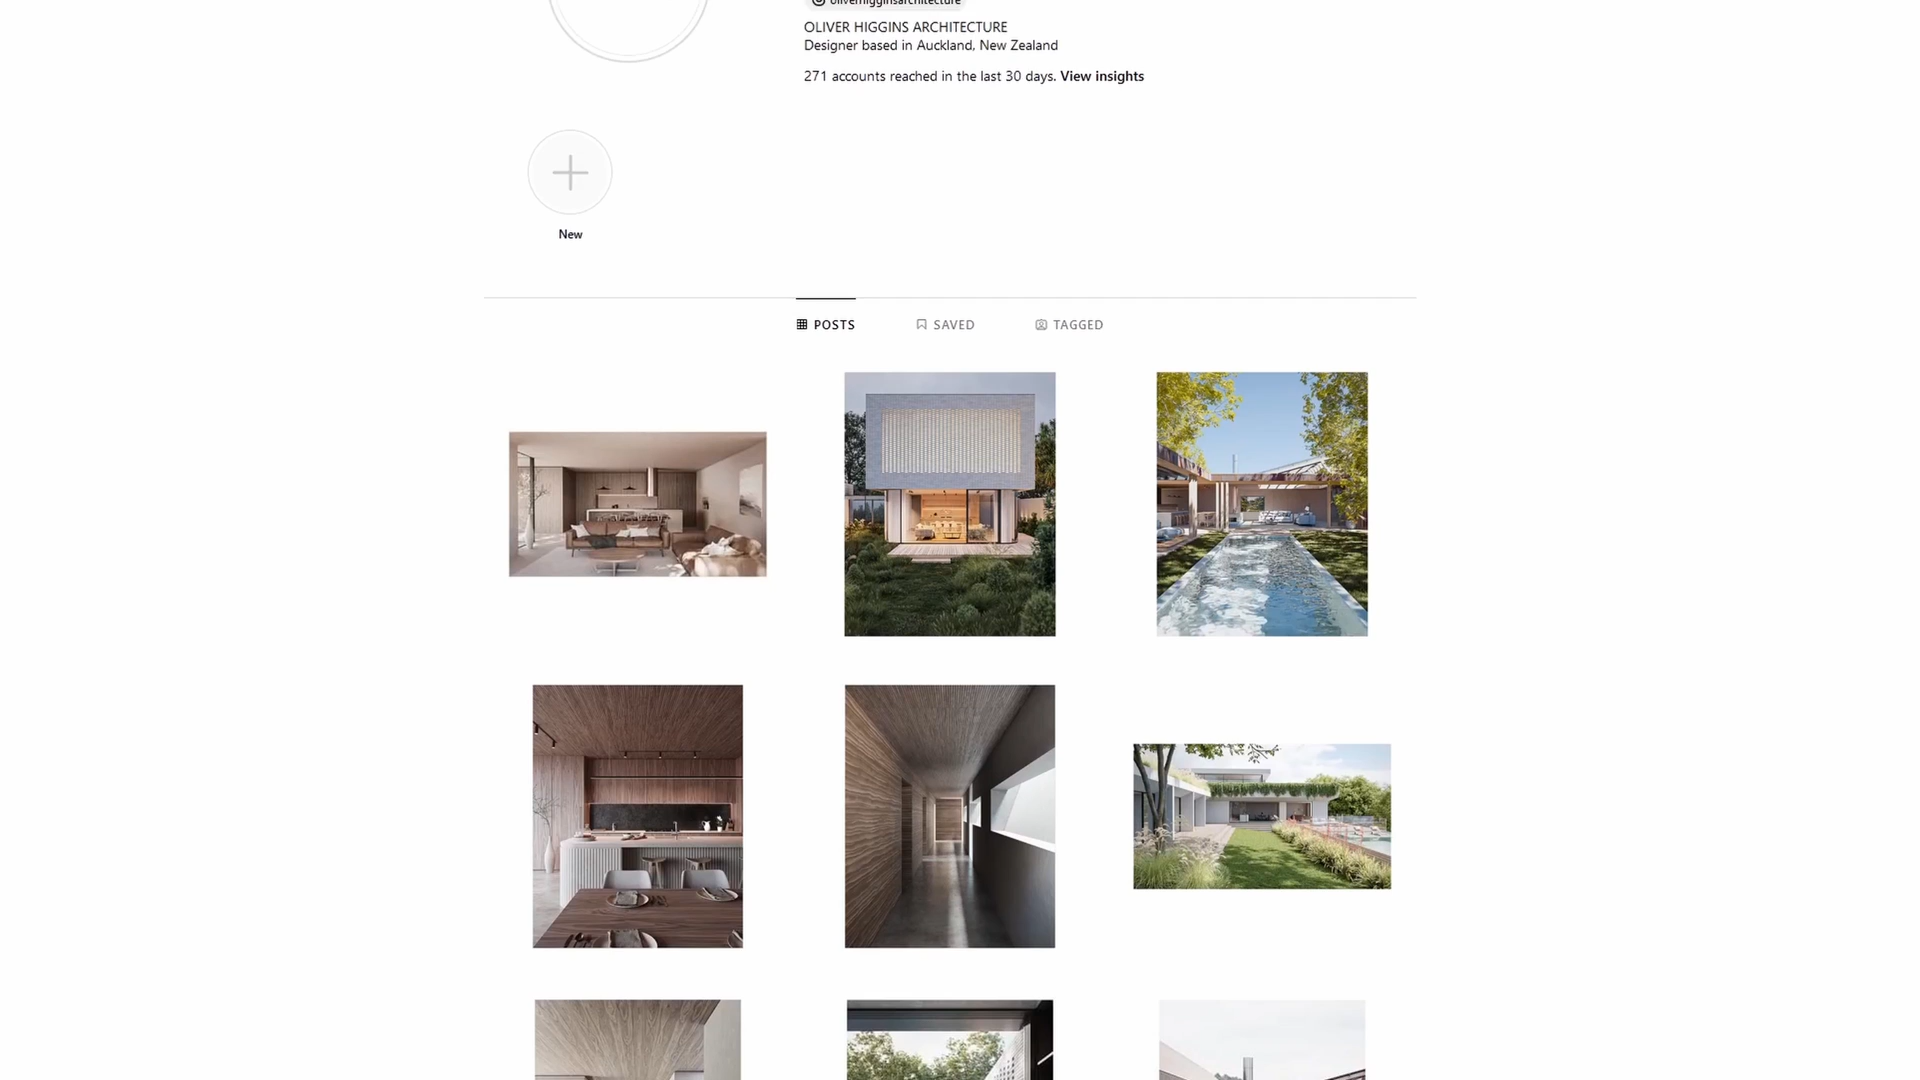 oliverhigginsarchitecture
OLIVER HIGGINS ARCHITECTURE
Designer based in Auckland, New Zealand
271 accounts reached in the last 30 days. View insights
New
POSTS
SAVED
TAGGED